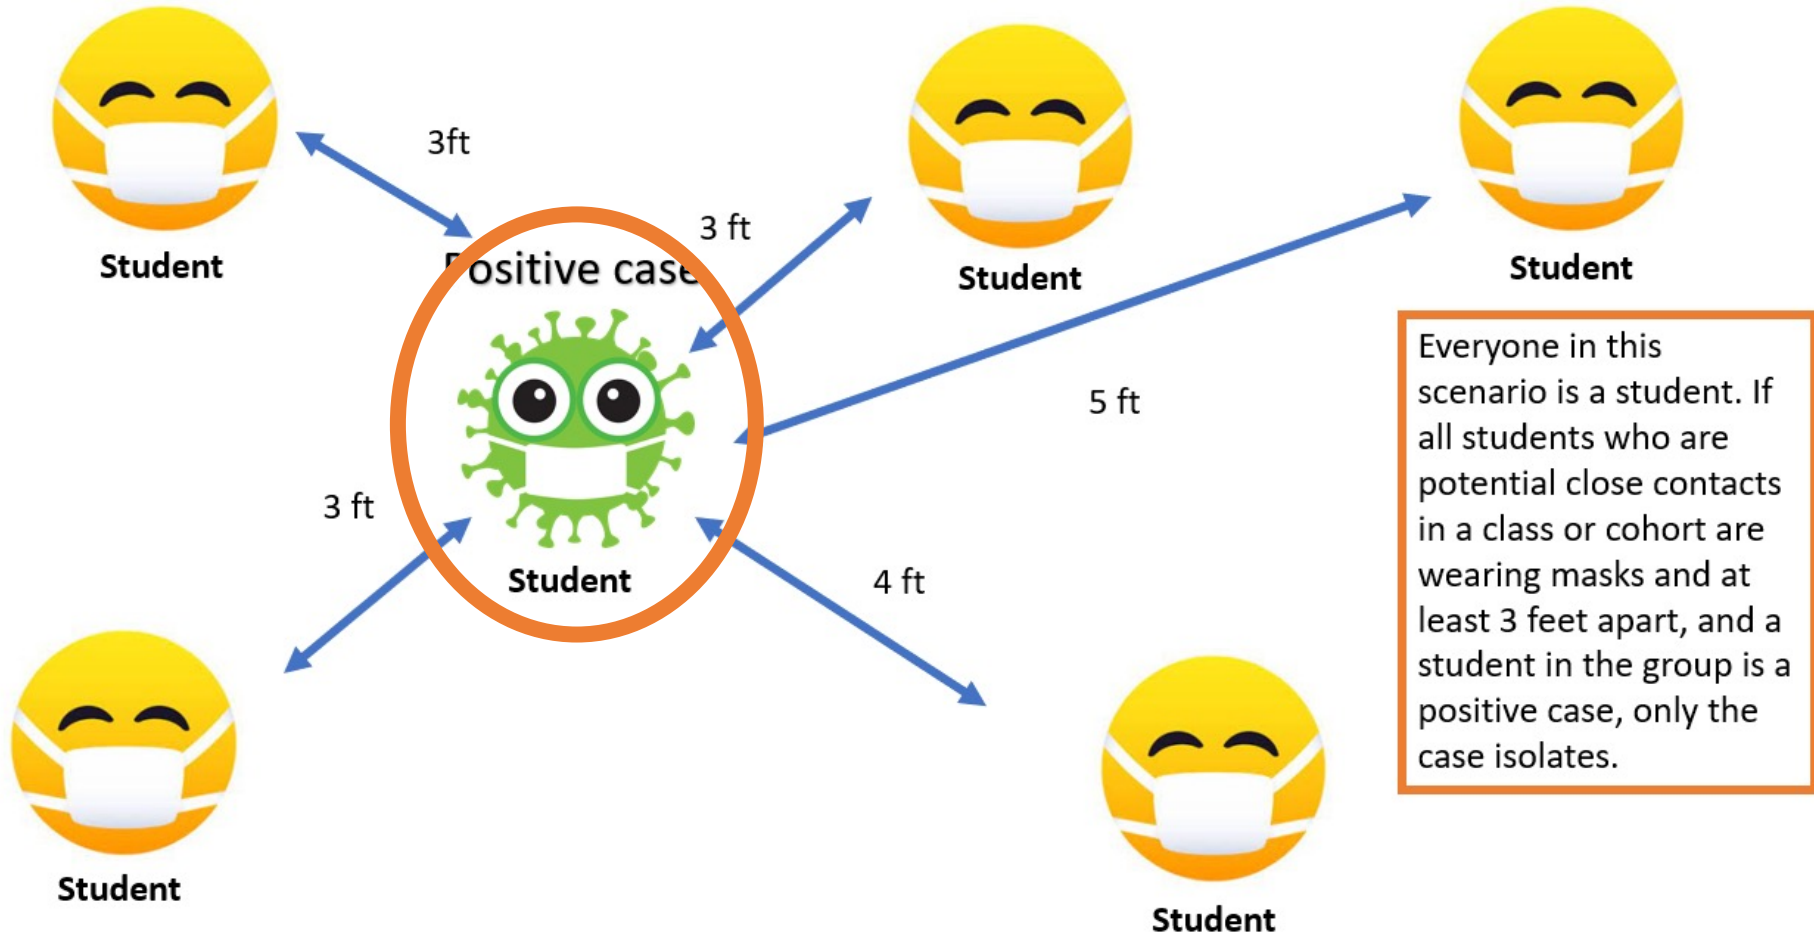 3ft
3 ft
Positive case
Student
Student
Student
5 ft
Everyone in this
scenario is a student. If
all students who are
potential close contacts
in a class or cohort are
wearing masks and at
least 3 feet apart, and a
student in the group is a
positive case, only the
case isolates.
3 ft
Student
4 ft
Student
Student